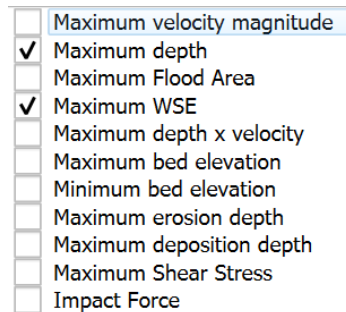 Maximum velocity magnitude
Maximum depth
Maximum Flood Area
Maximum WSE
Maximum depth x velocity
Maximum bed elevation
Minimum bed elevation
Maximum erosion depth
Maximum deposition depth
Maximum Shear Stress
Impact Force